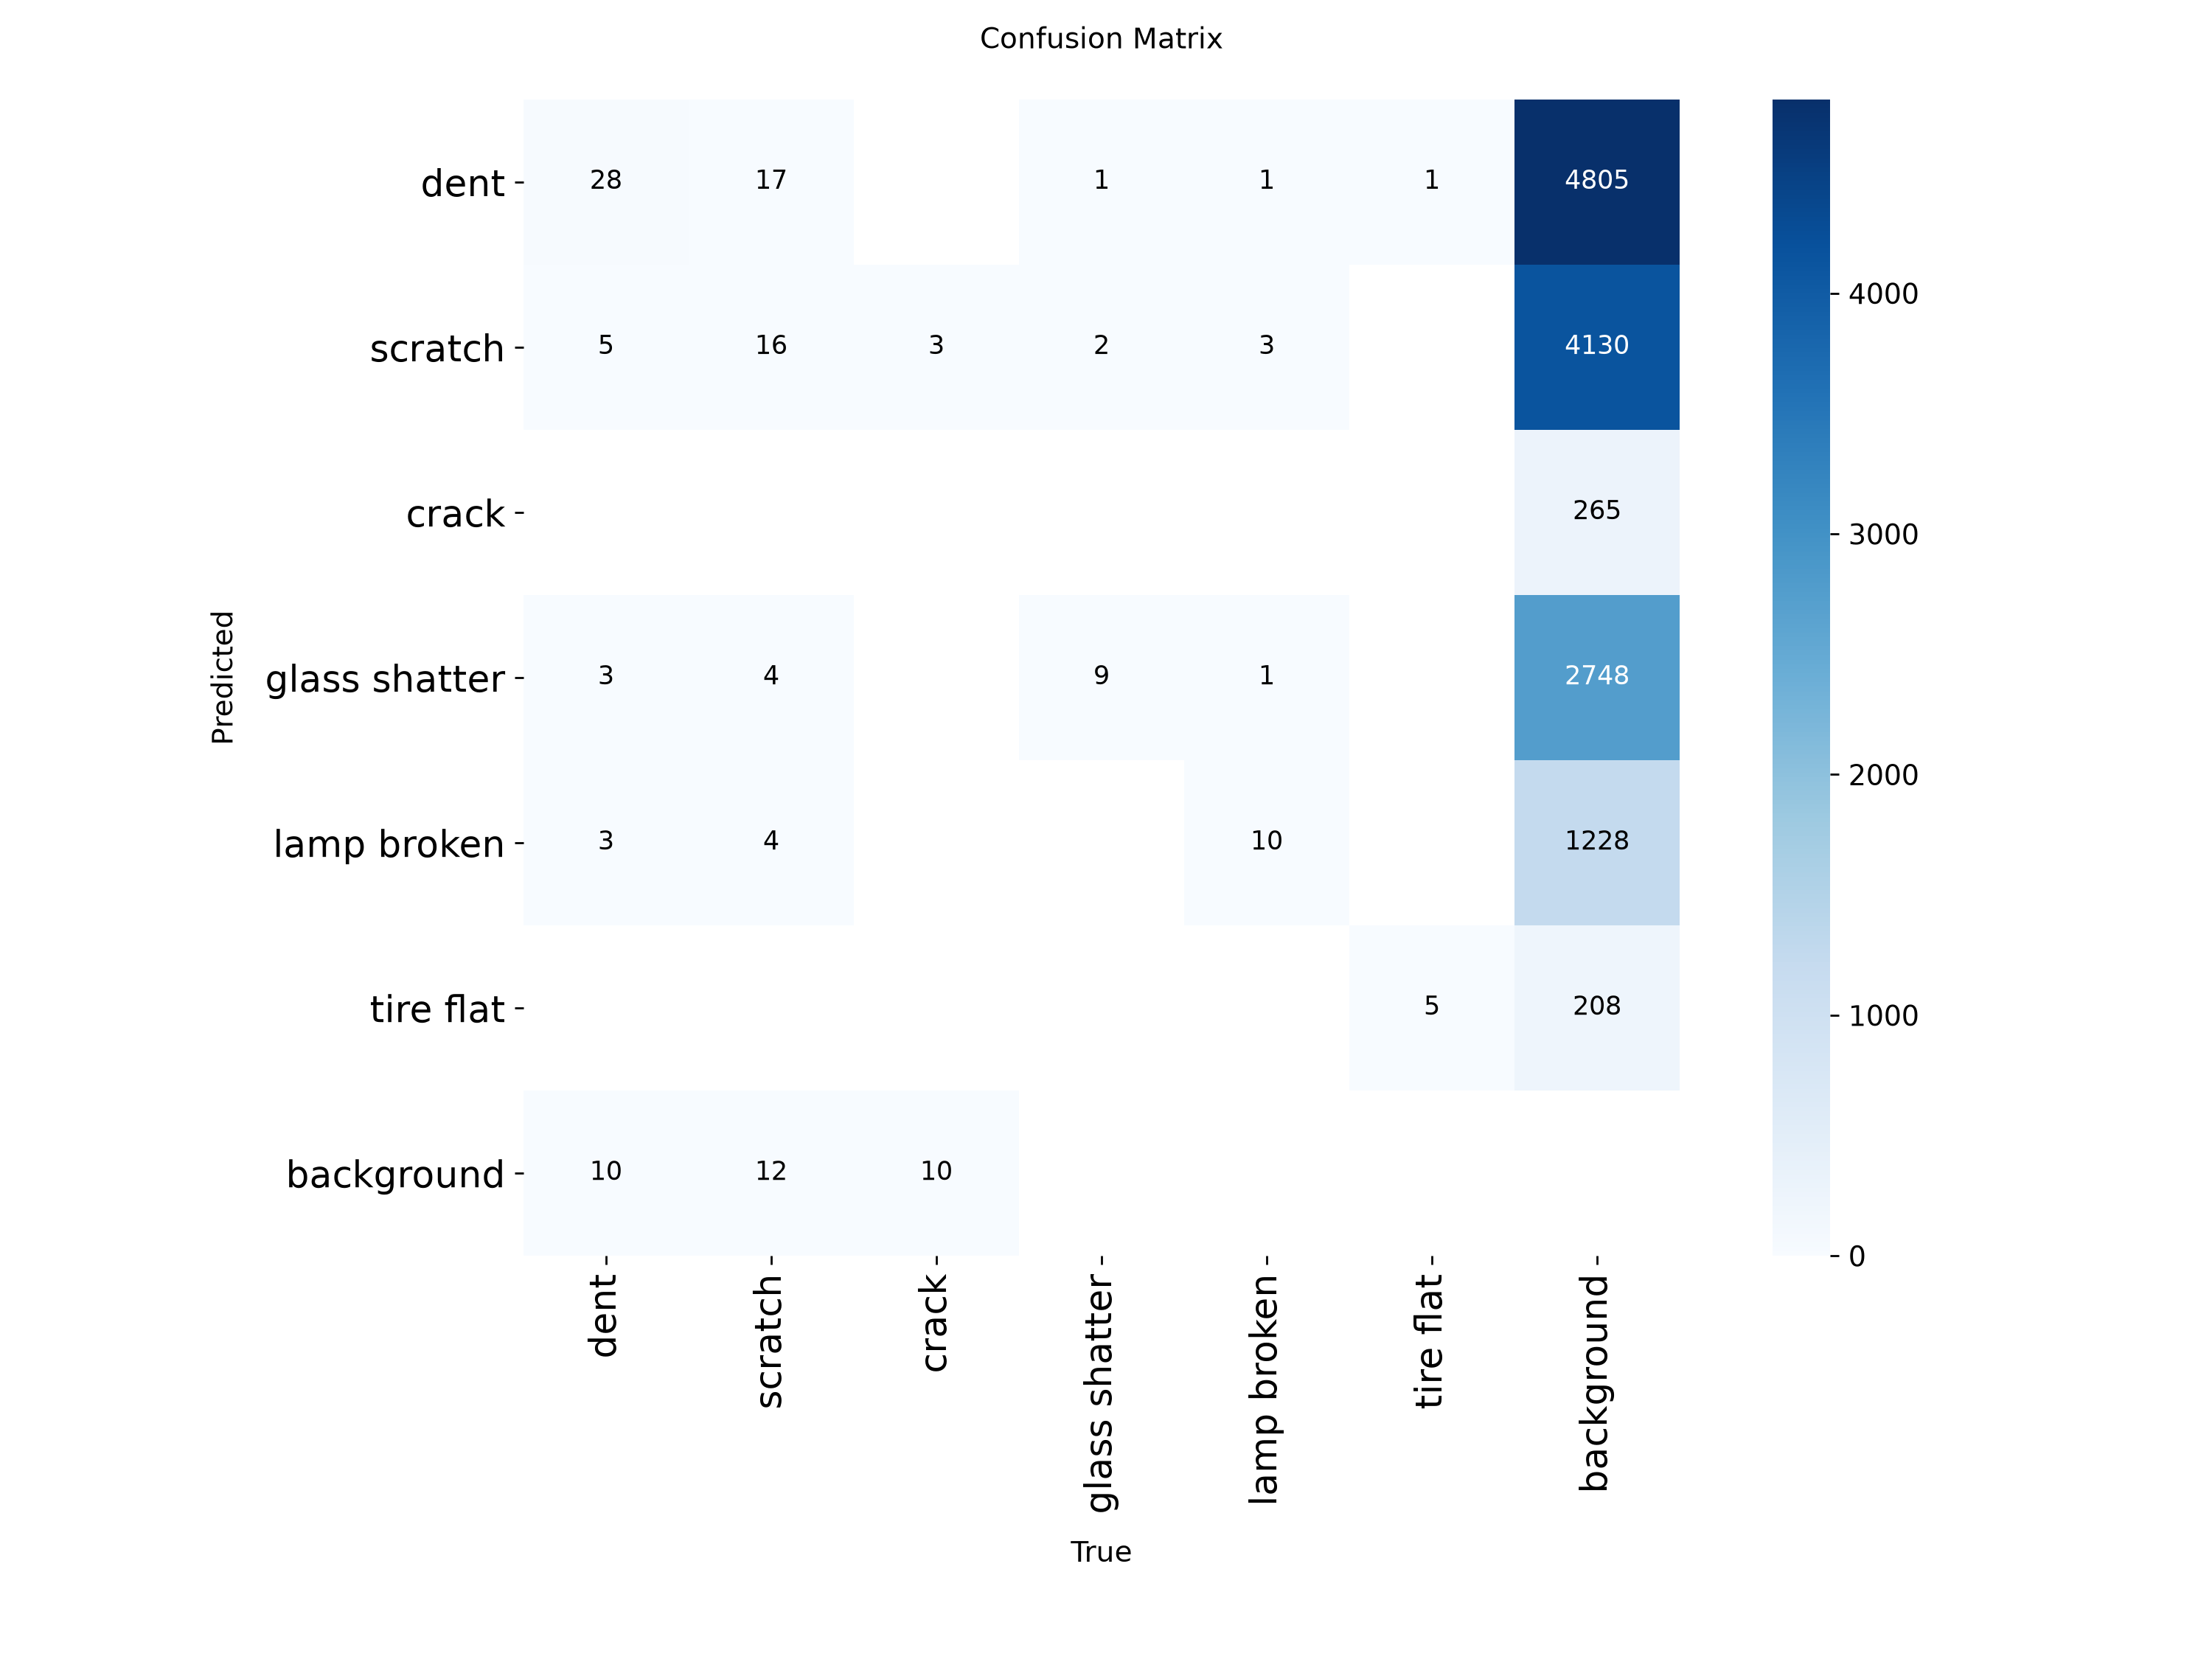 Confusion Matrix
dent 28 17 1 1 1 4805
scratch 5 16 3 2 3 4130
crack 265
glass shatter 3 4 9 1 2748
lamp broken 3 4 10 1228
tire flat 5 208
background 10 12 10
Predicted
dent
scratch
crack
glass shatter
lamp broken
tire flat
background
True
4000
3000
2000
1000
0